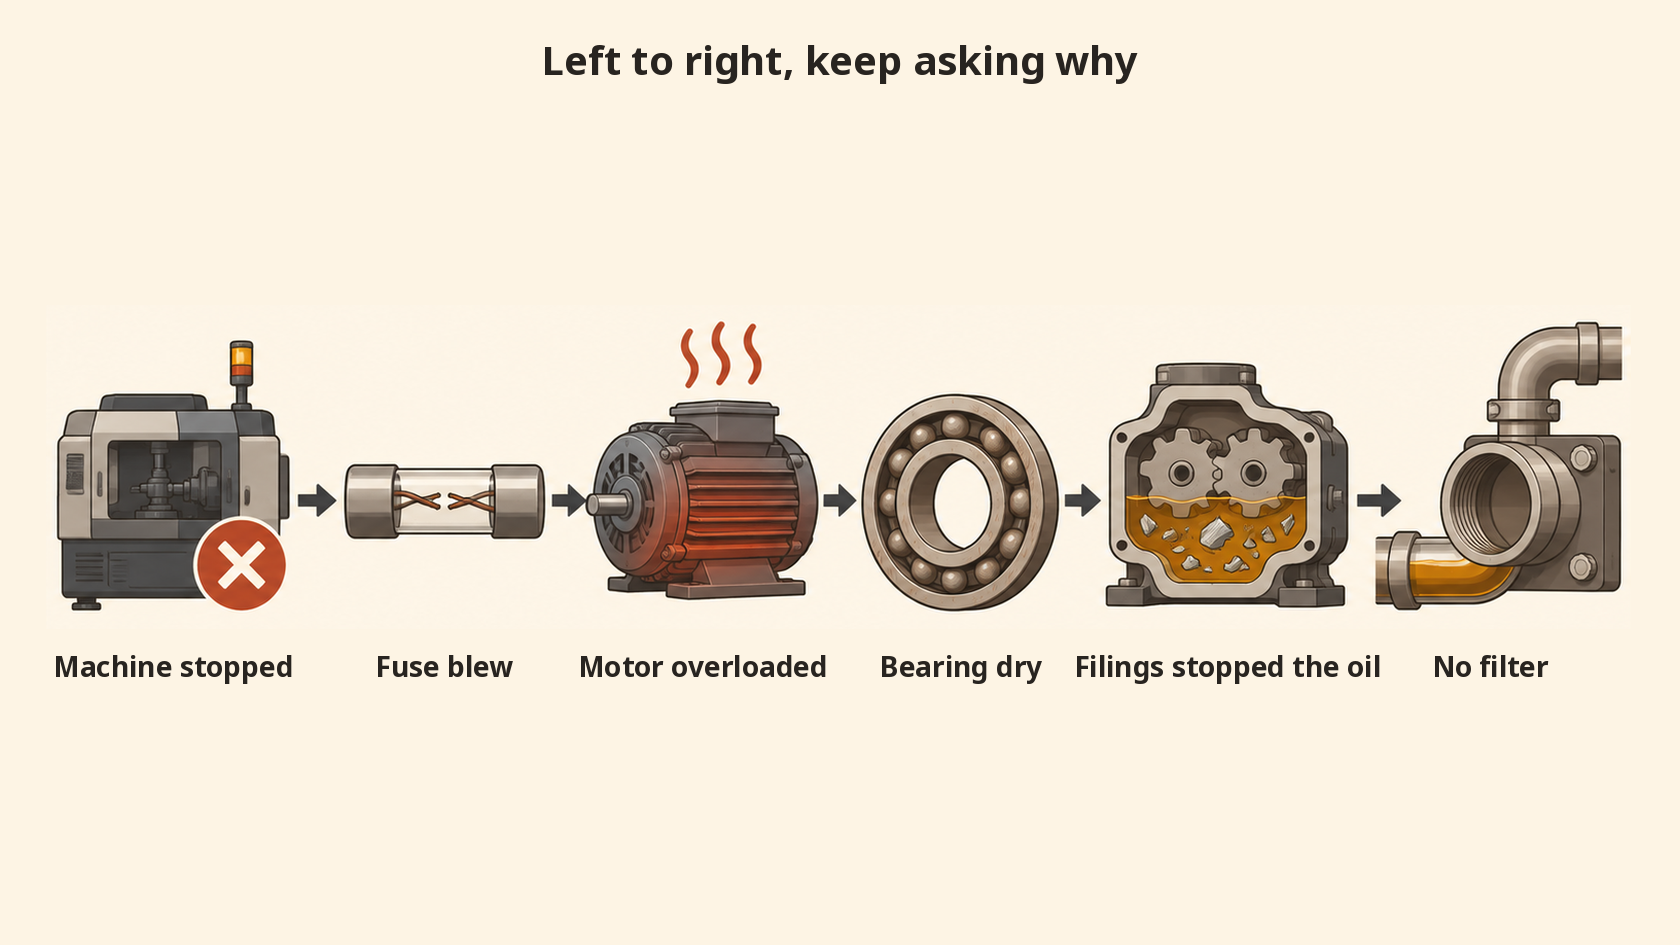 Left to right, keep asking why
Machine stopped
Fuse blew
Motor overloaded
Bearing dry
Filings stopped the oil
No filter